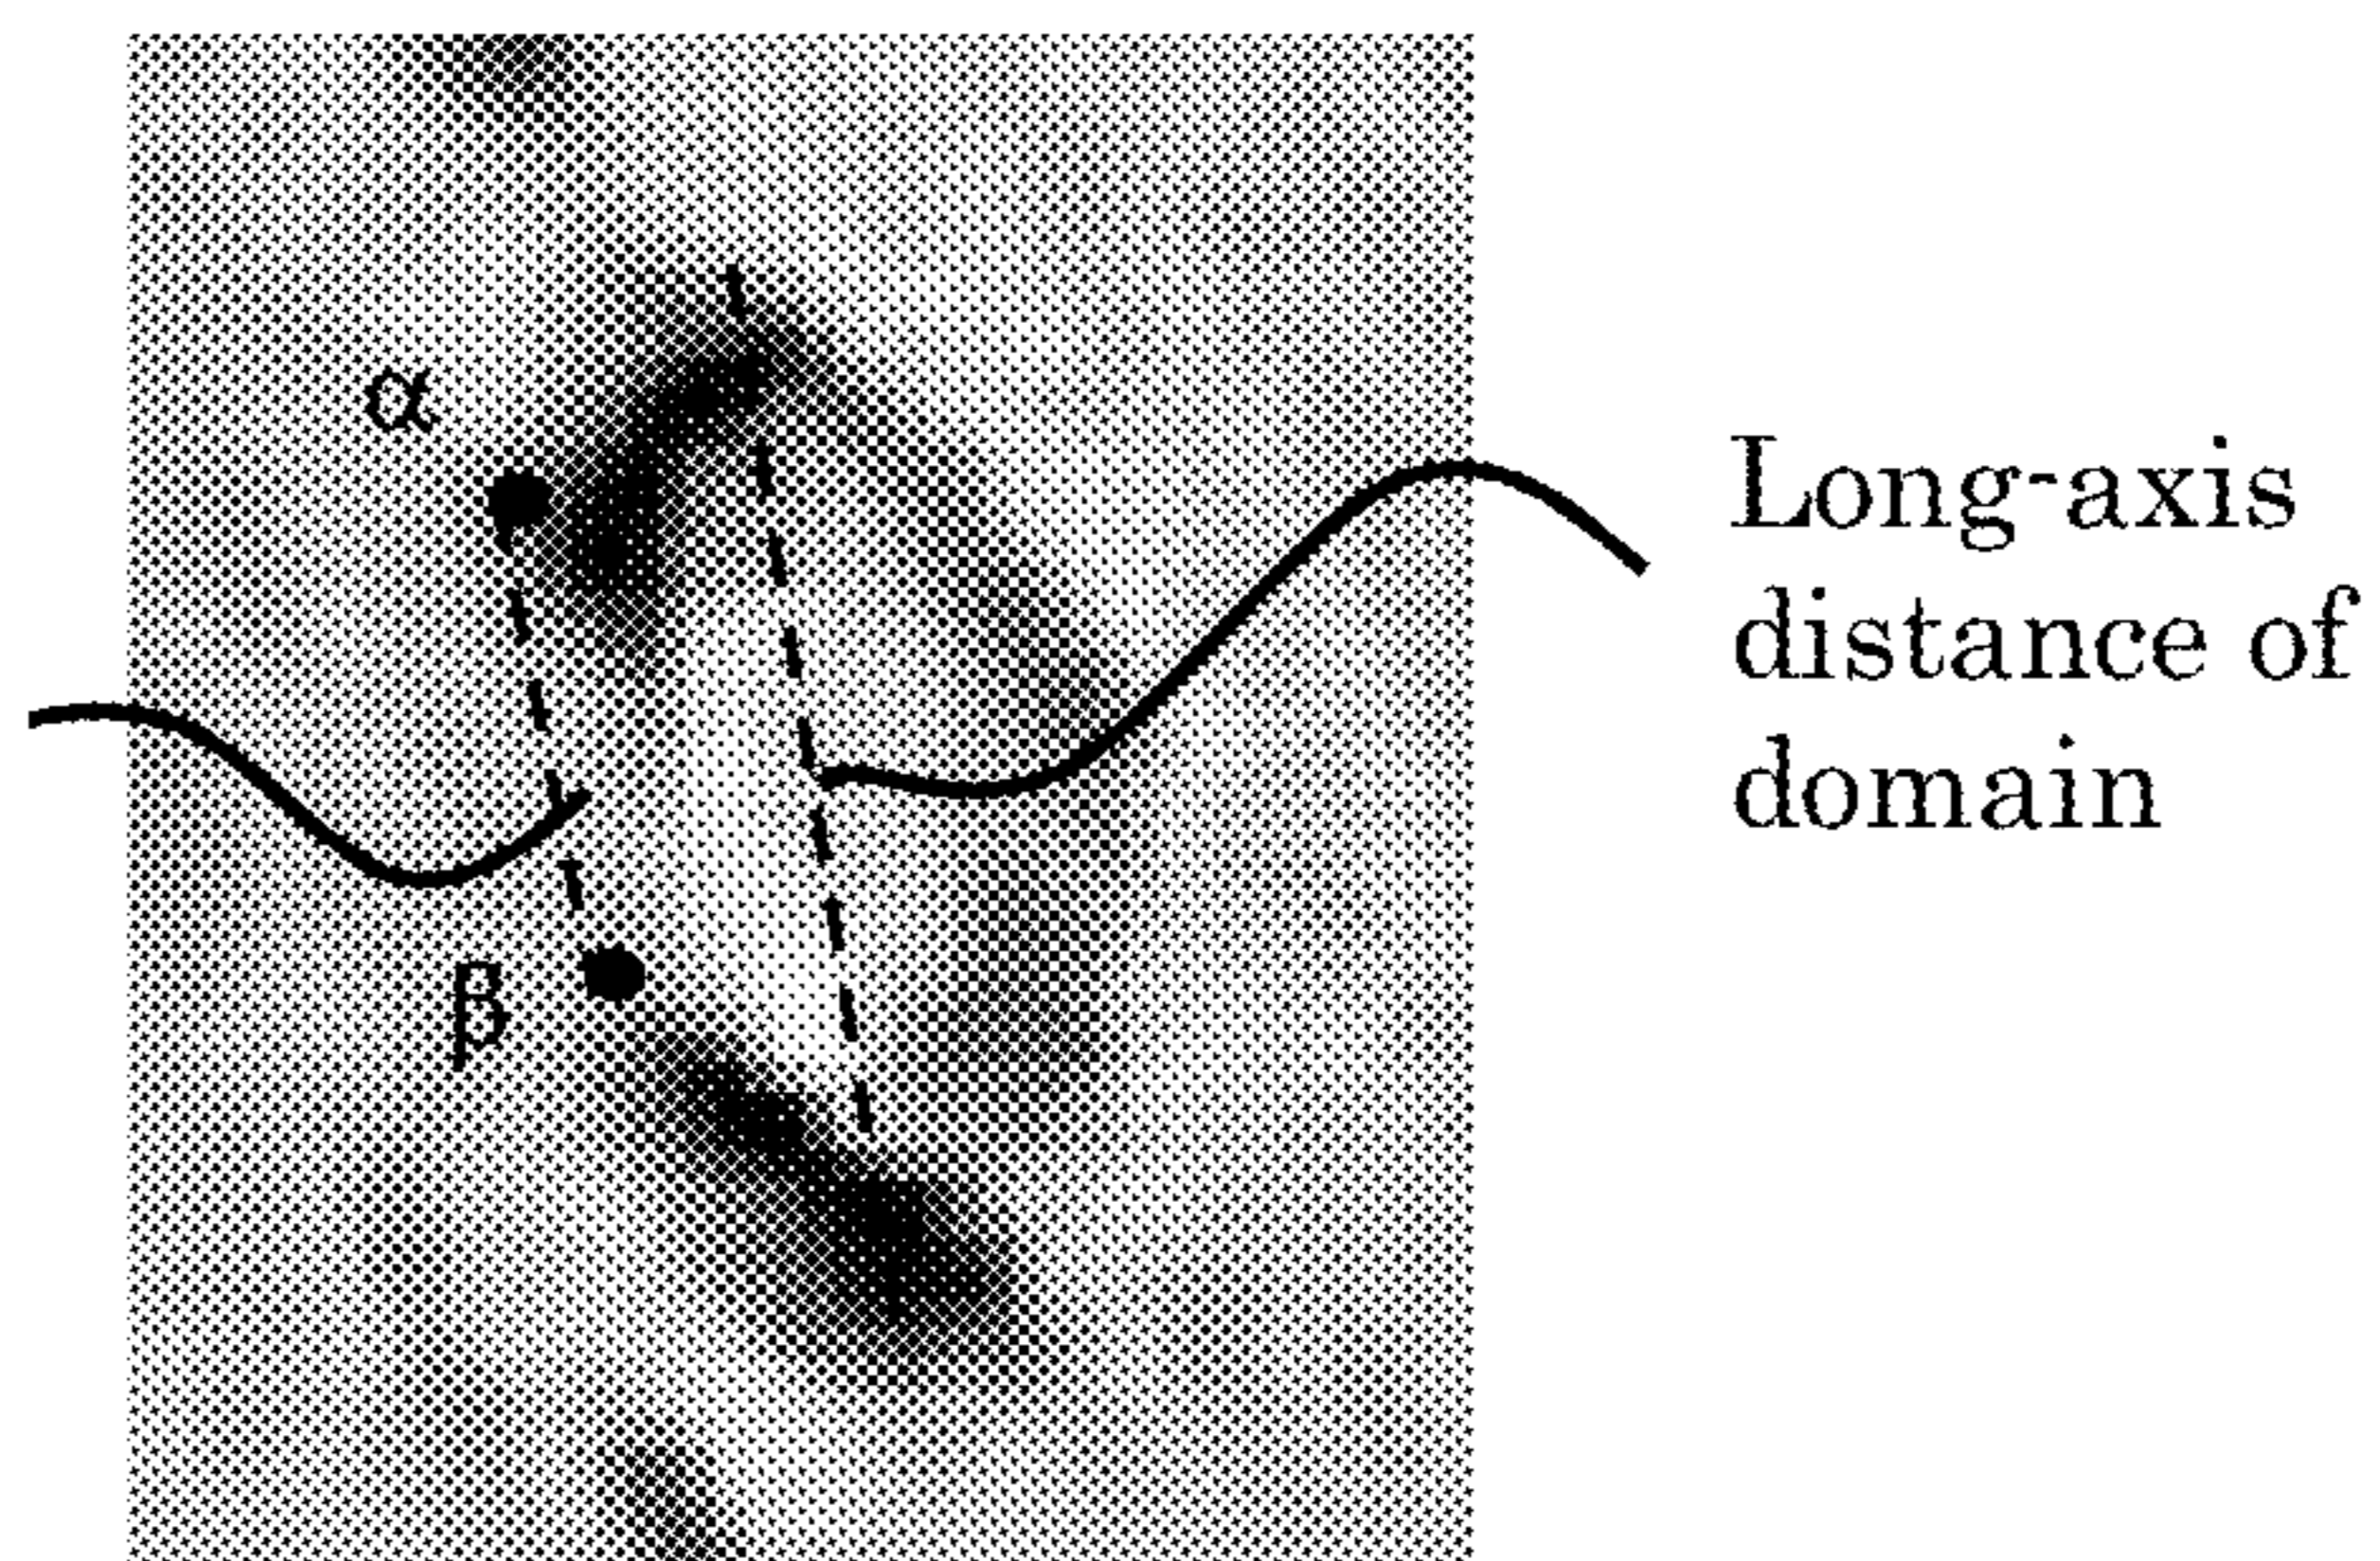 α
Long-axis
distance of
domain
β